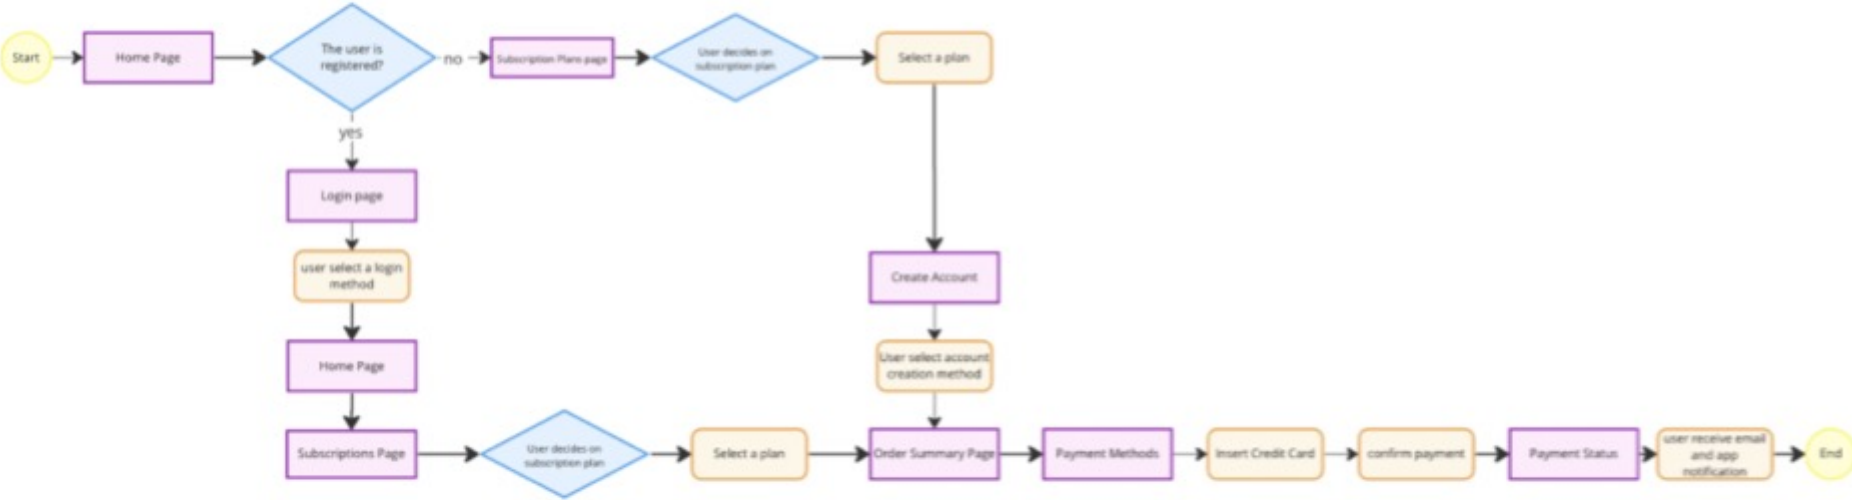 Start
Home Page
The user is
registered?
no
Subscription Plans page
User decides on
subscription plan
Select a plan
yes
Login page
user select a login
method
Home Page
Subscriptions Page
User decides on
subscription plan
Select a plan
Create Account
User select account
creation method
Order Summary Page
Payment Methods
Insert Credit Card
confirm payment
Payment Status
user receive email
and app
notification
End